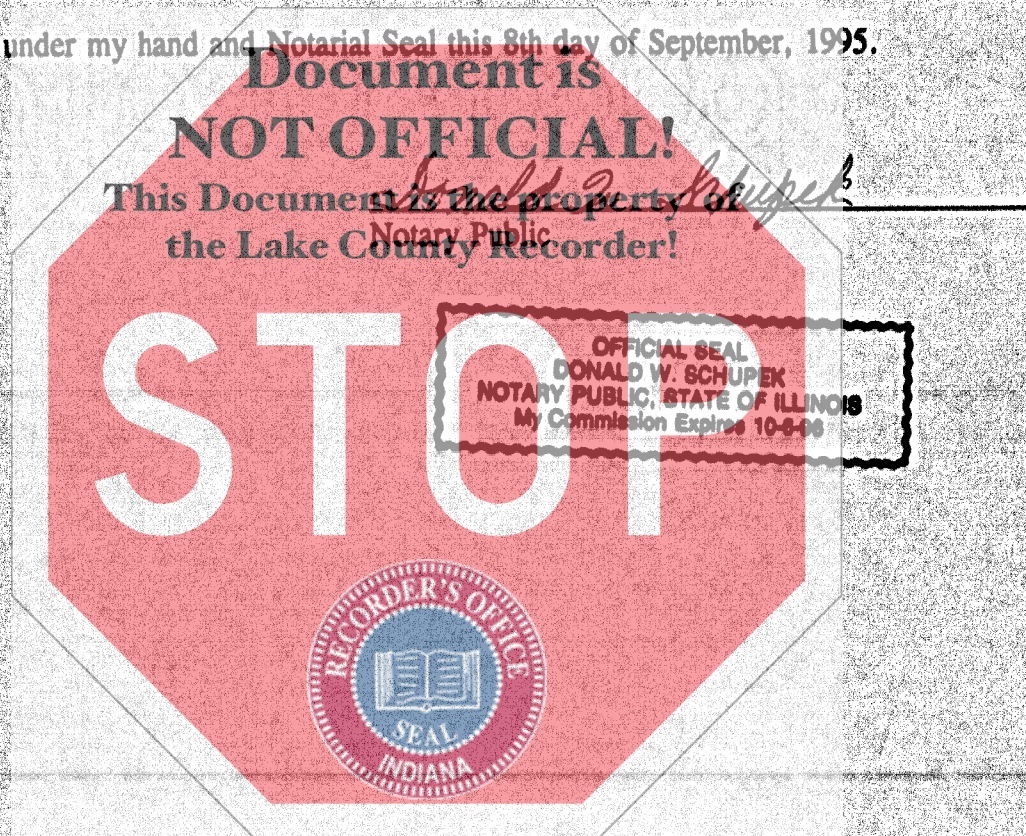 under my hand and Notarial Seal this 8th day of September, 1995.
Document is
NOT OFFICIAL!
Donald W. Schupek
This Document is the property of
Notary Public
the Lake County Recorder!
STOP
OFFICIAL SEAL
DONALD W. SCHUPEK
NOTARY PUBLIC, STATE OF ILLINOIS
My Commission Expires 10-6-96
RECORDER'S OFFICE
SEAL
INDIANA